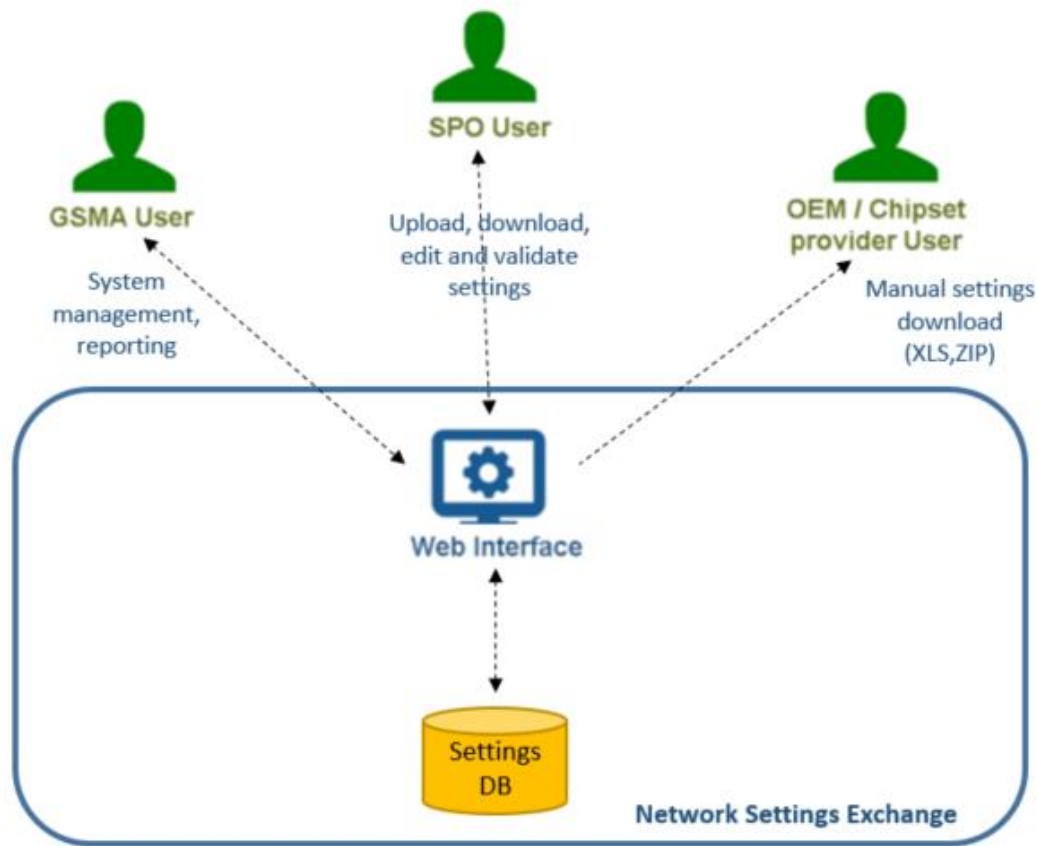 SPO User
GSMA User
OEM / Chipset
provider User
Upload, download,
edit and validate
settings
System
management,
reporting
Manual settings
download
(XLS,ZIP)
Web Interface
Settings
DB
Network Settings Exchange